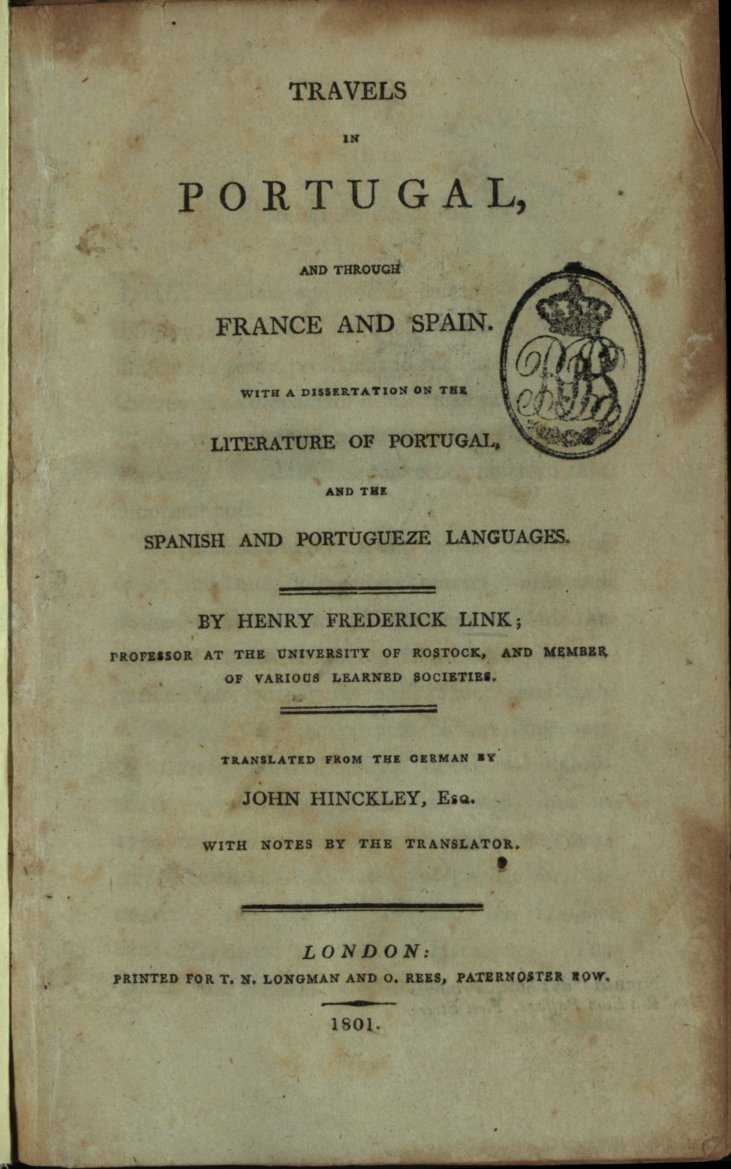 TRAVELS
IN
PORTUGAL,
AND THROUGH
FRANCE AND SPAIN.
WITH A DISSERTATION ON THE
LITERATURE OF PORTUGAL,
AND THE
SPANISH AND PORTUGUEZE LANGUAGES.
BY HENRY FREDERICK LINK;
PROFESSOR AT THE UNIVERSITY OF ROSTOCK, AND MEMBER
OF VARIOUS LEARNED SOCIETIES.
TRANSLATED FROM THE GERMAN BY
JOHN HINCKLEY, Esq.
WITH NOTES BY THE TRANSLATOR.
LONDON:
PRINTED FOR T. N. LONGMAN AND O. REES, PATERNOSTER ROW.
1801.